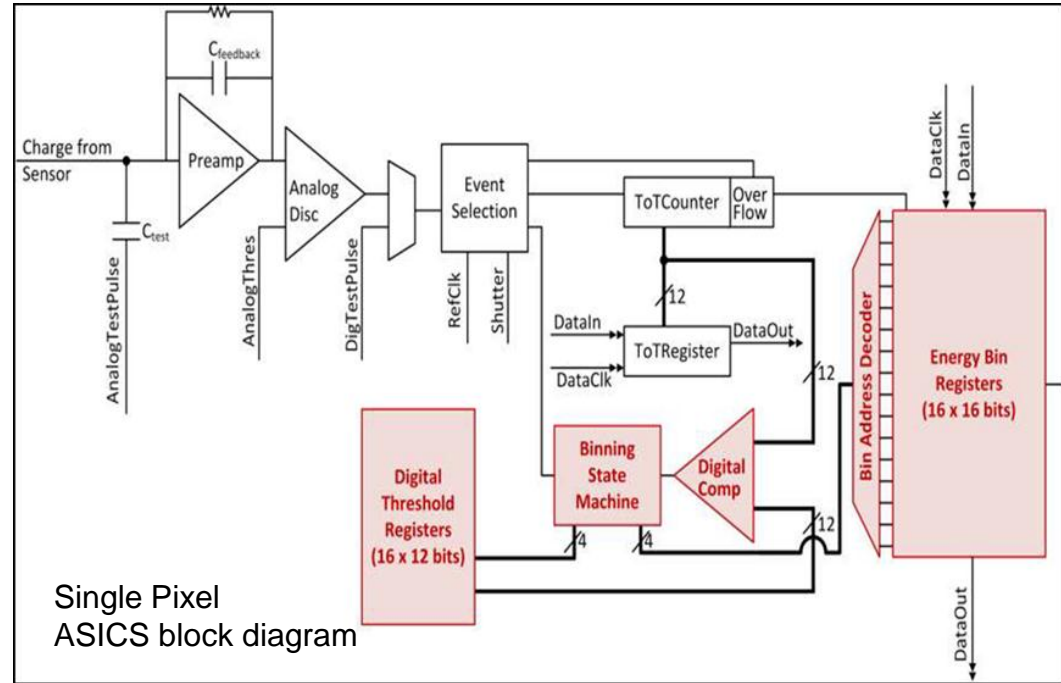 C feedback
Charge from
Sensor
Preamp
C test
AnalogTestPulse
Analog
Disc
AnalogThres
DigTestPulse
Event
Selection
RefClk
Shutter
ToTCounter
Over
Flow
12
DataIn
DataClk
ToTRegister
DataOut
12
DataClk
DataIn
Bin Address Decoder
Energy Bin
Registers
(16 x 16 bits)
Digital
Threshold
Registers
(16 x 12 bits)
Binning
State
Machine
Digital
Comp
12
4
4
DataOut
Single Pixel
ASICS block diagram